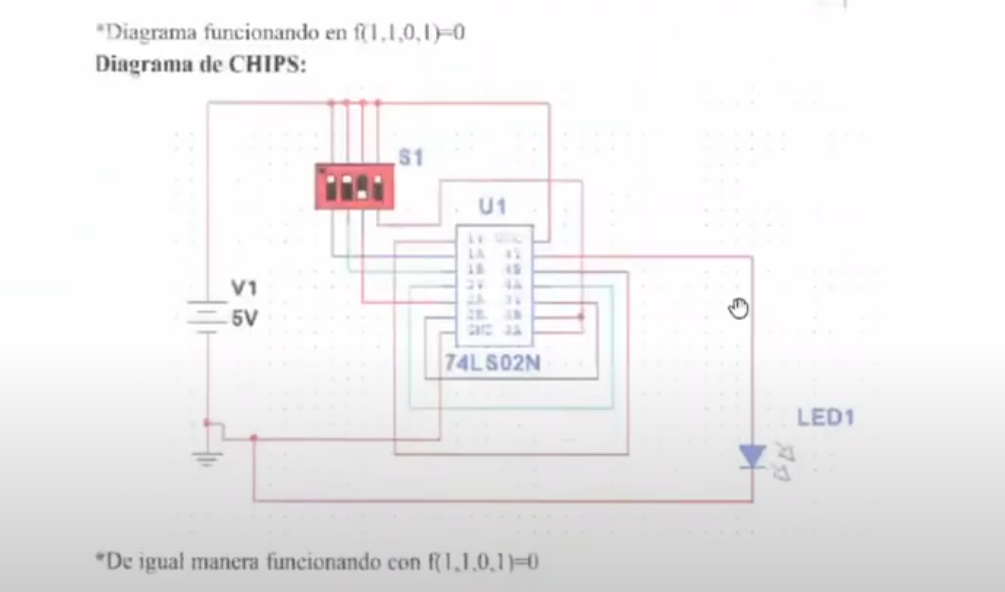 *Diagrama funcionando en f(1,1,0,1)=0
Diagrama de CHIPS:
S1
U1
1Y VCC
1A 4Y
1B 4B
2Y 4A
2A 3Y
2B 3B
GND 3A
V1
5V
74LS02N
LED1
*De igual manera funcionando con f(1,1,0,1)=0